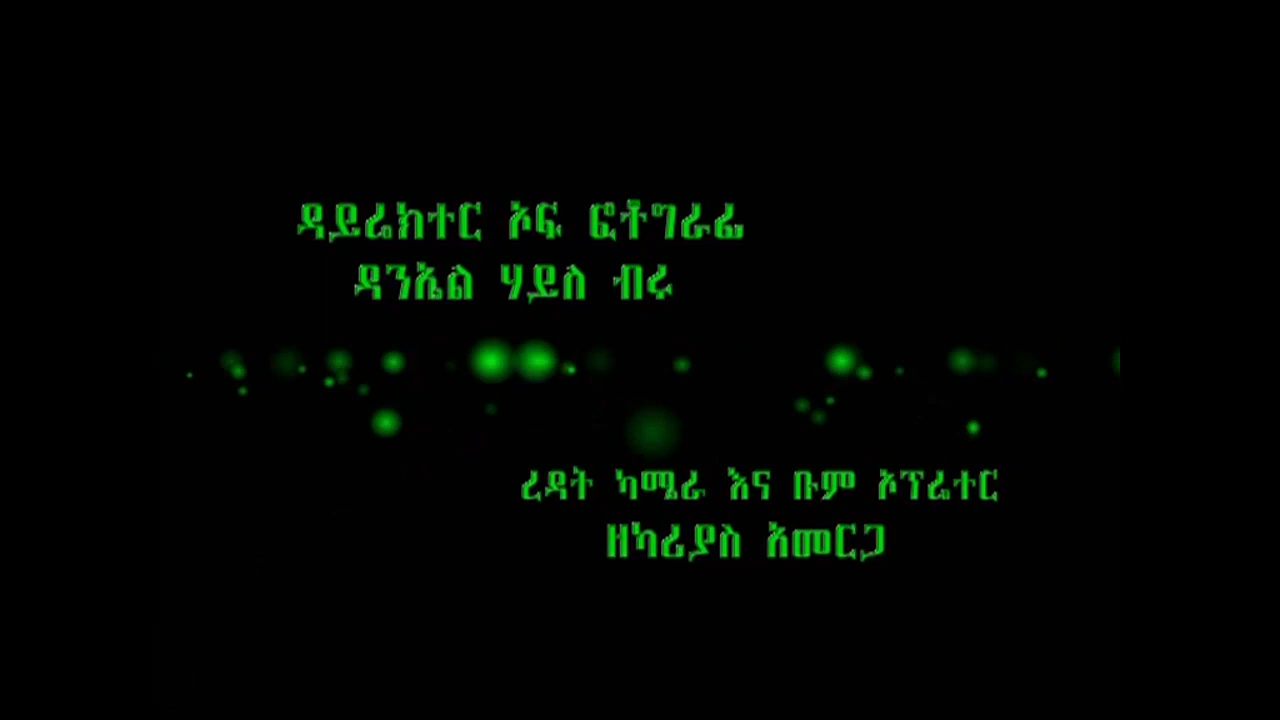 ዳይሬክተር ኦፍ ፎቶግራፊ
ዳንኤል ሃይለ ብሩ
ረዳት ካሜራ እና ቡም ኦፕሬተር
ዘካሪያስ አመርጋ